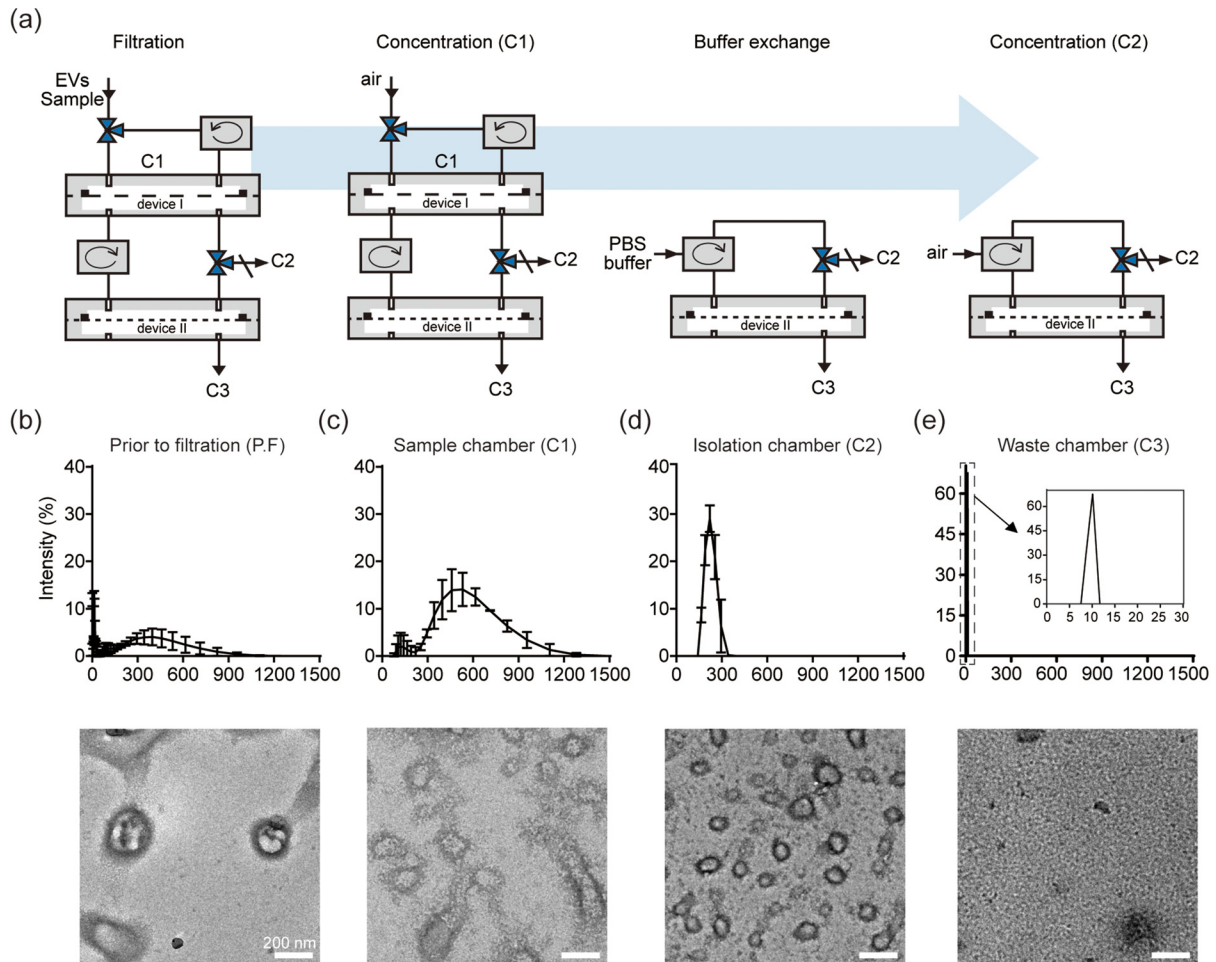 (a)
Filtration
Concentration (C1)
Buffer exchange
Concentration (C2)
EVs
Sample
air
C1
C1
device I
device I
PBS
buffer
air
C2
C2
C2
C2
device II
device II
device II
device II
C3
C3
C3
C3
(b)
(c)
(d)
(e)
Prior to filtration (P.F)
Sample chamber (C1)
Isolation chamber (C2)
Waste chamber (C3)
Intensity (%)
40
30
20
10
0
0 300 600 900 1200 1500
40
30
20
10
0
0 300 600 900 1200 1500
40
30
20
10
0
0 300 600 900 1200 1500
60
45
30
15
0
0 300 600 900 1200 1500
60
45
30
15
0
0 5 10 15 20 25 30
200 nm